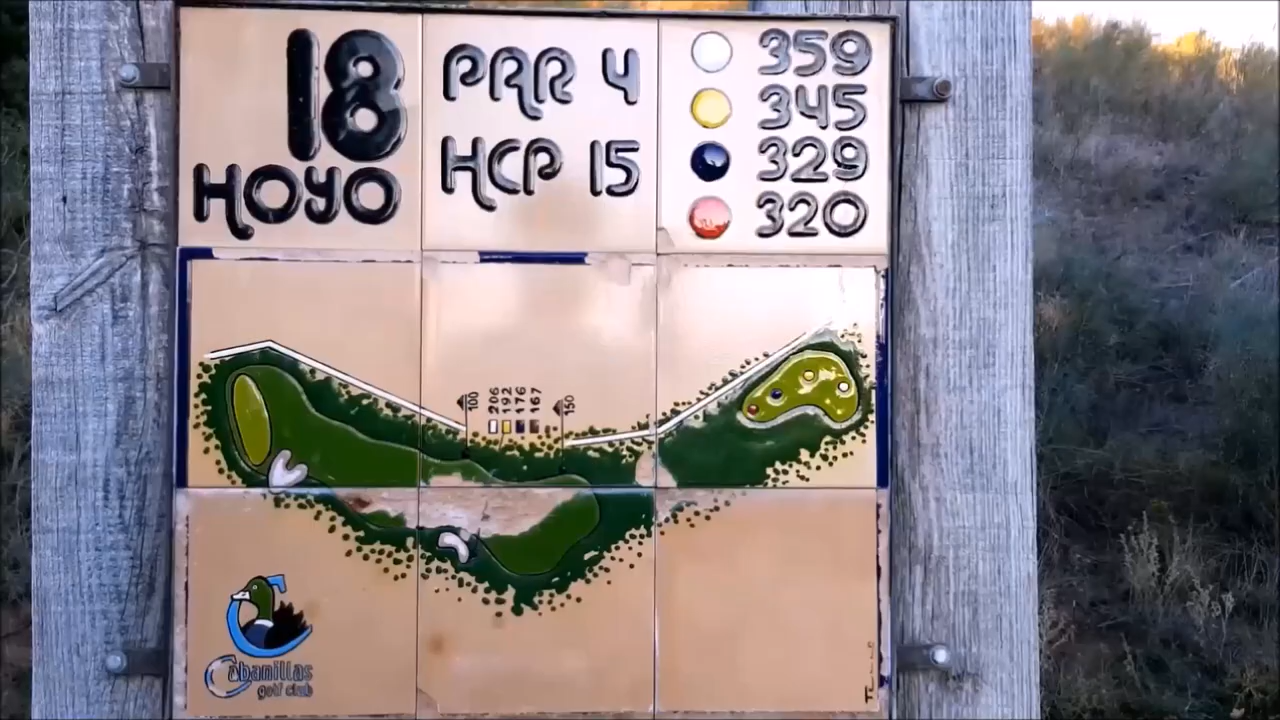 18
HOYO
PAR 4
HCP 15
359
345
329
320
100
206
192
176
167
150
Cabanillas
golf club